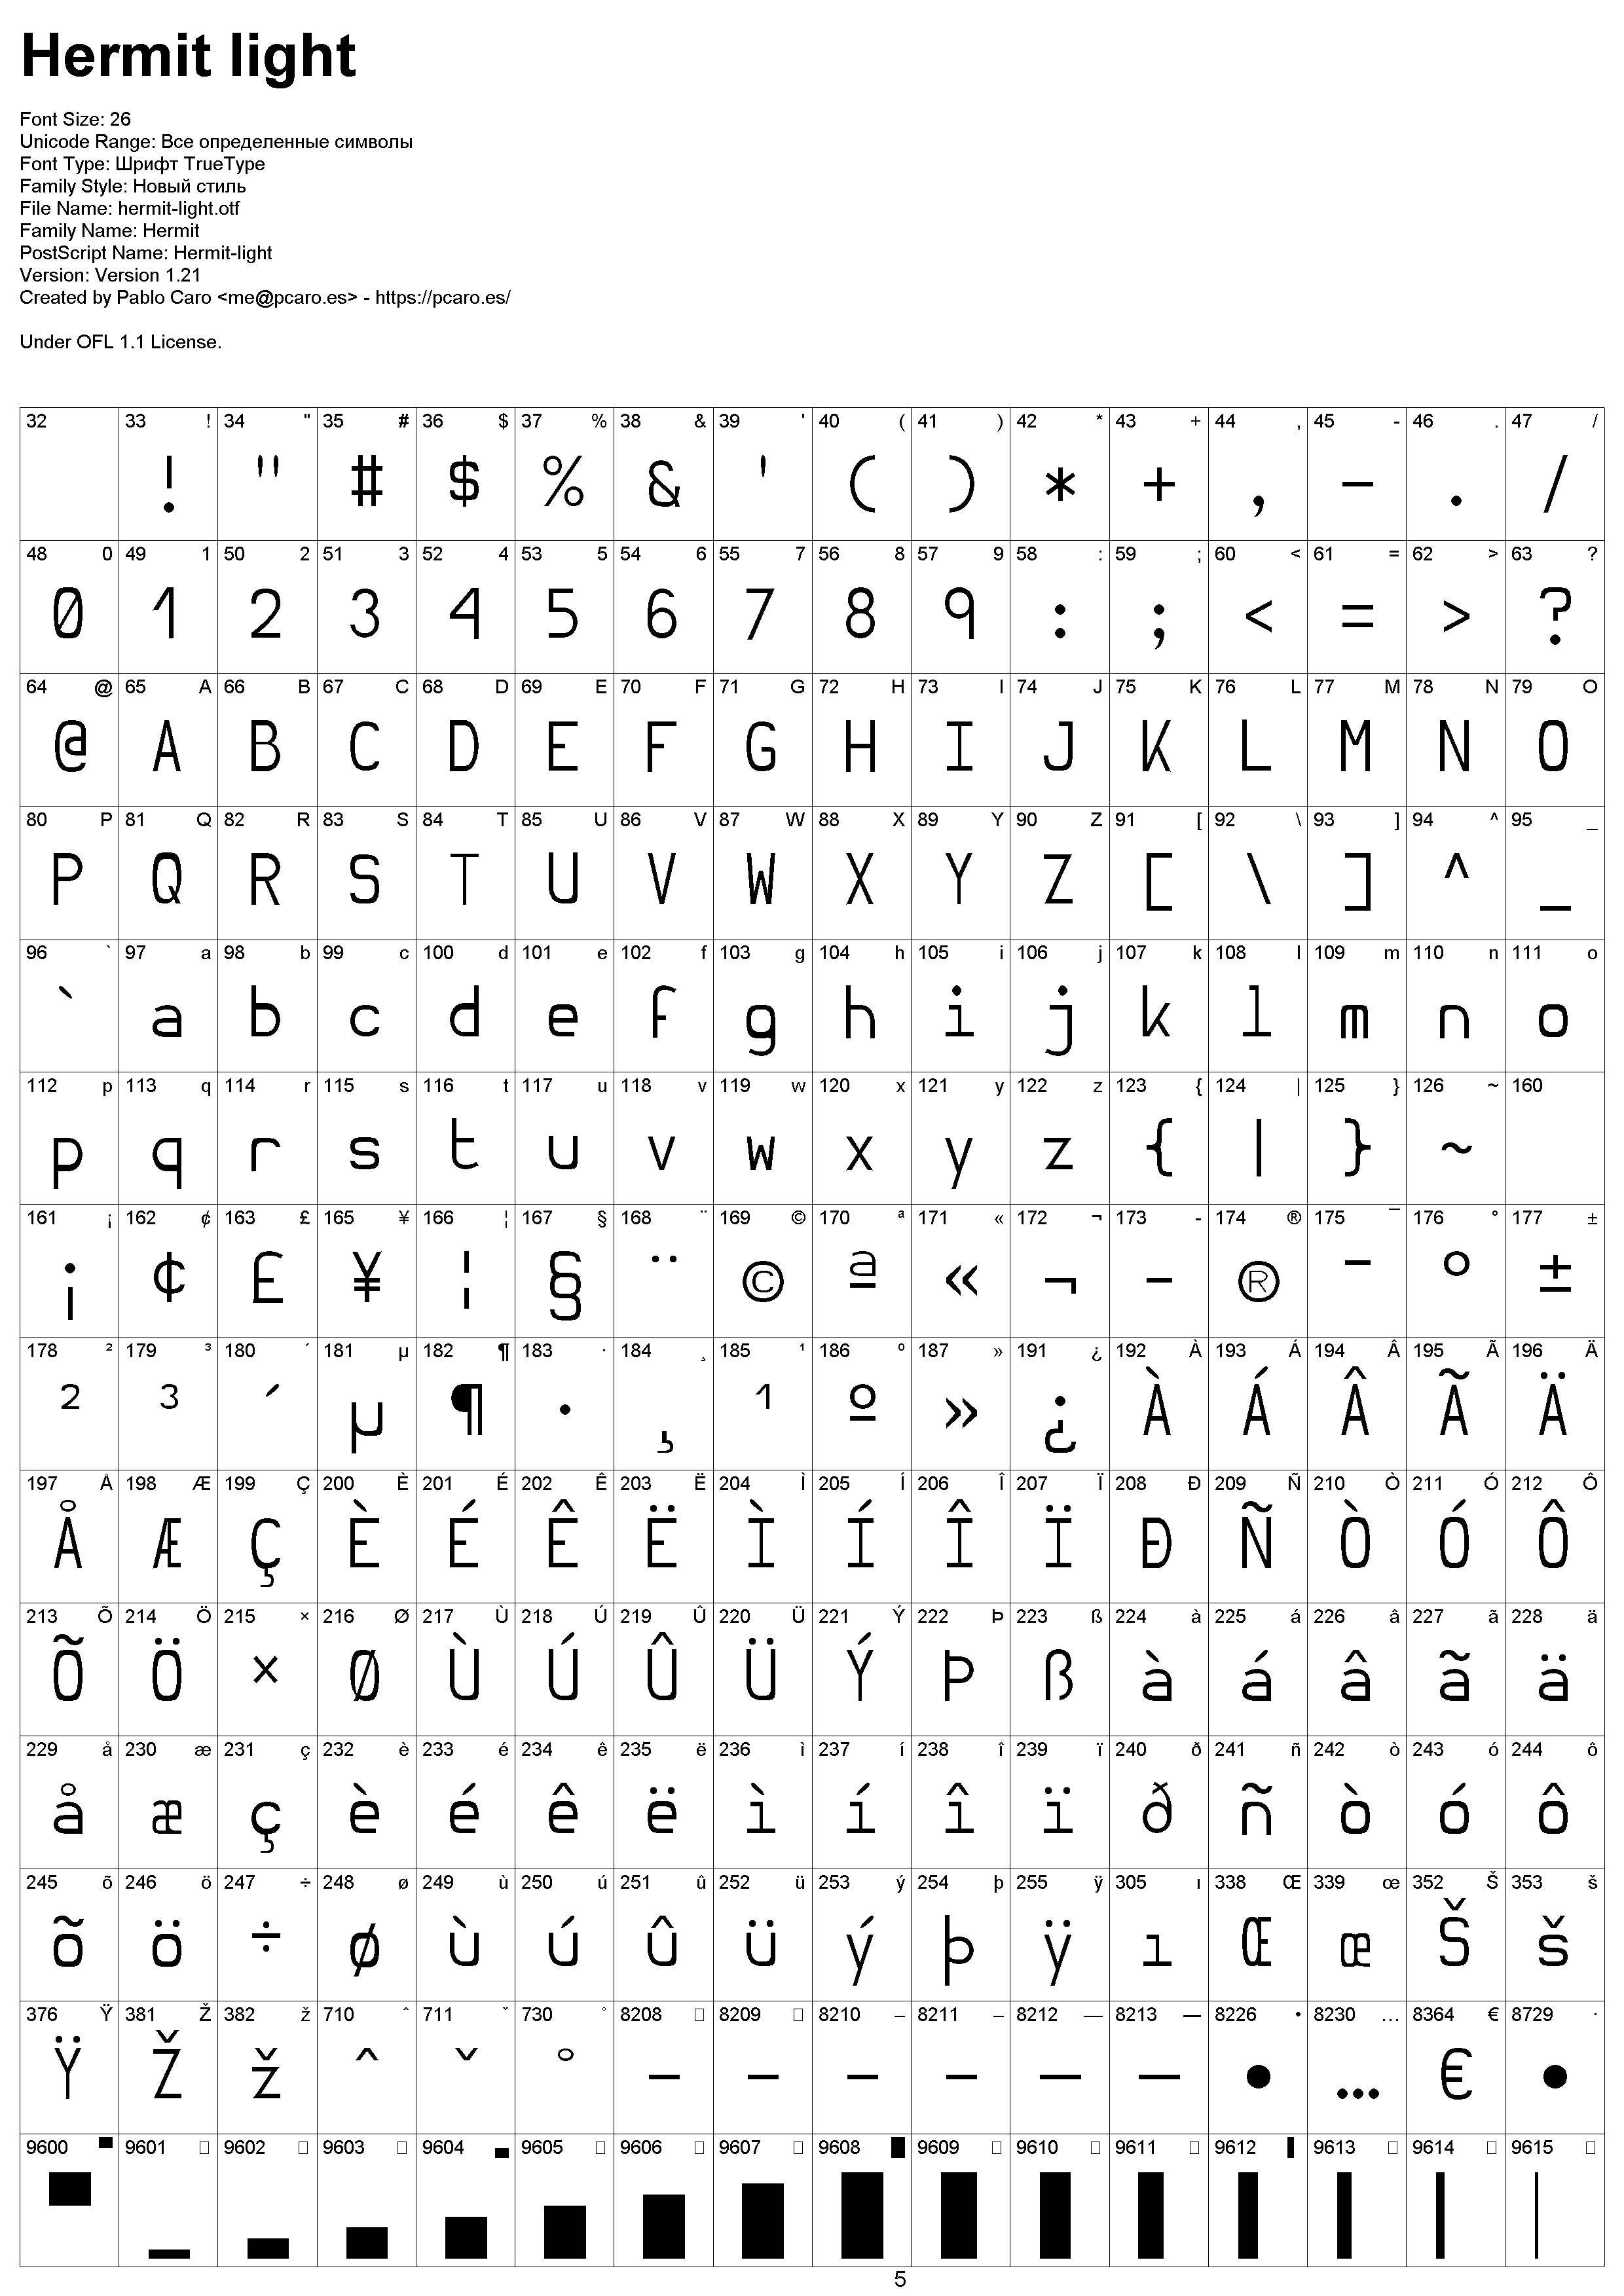 Hermit light
Font Size: 26
Unicode Range: Все определенные символы
Font Type: Шрифт TrueType
Family Style: Новый стиль
File Name: hermit-light.otf
Family Name: Hermit
PostScript Name: Hermit-light
Version: Version 1.21
Created by Pablo Caro <me@pcaro.es> - https://pcaro.es/
Under OFL 1.1 License.
32 33 ! 34 " 35 # 36 $ 37 % 38 & 39 ' 40 ( 41 ) 42 * 43 + 44 , 45 - 46 . 47 /
! " # $ % & ' ( ) * + , - . /
48 0 49 1 50 2 51 3 52 4 53 5 54 6 55 7 56 8 57 9 58 : 59 ; 60 < 61 = 62 > 63 ?
0 1 2 3 4 5 6 7 8 9 : ; < = > ?
64 @ 65 A 66 B 67 C 68 D 69 E 70 F 71 G 72 H 73 I 74 J 75 K 76 L 77 M 78 N 79 O
@ A B C D E F G H I J K L M N O
80 P 81 Q 82 R 83 S 84 T 85 U 86 V 87 W 88 X 89 Y 90 Z 91 [ 92 \ 93 ] 94 ^ 95 _
P Q R S T U V W X Y Z [ \ ] ^ _
96 ` 97 a 98 b 99 c 100 d 101 e 102 f 103 g 104 h 105 i 106 j 107 k 108 l 109 m 110 n 111 o
` a b c d e f g h i j k l m n o
112 p 113 q 114 r 115 s 116 t 117 u 118 v 119 w 120 x 121 y 122 z 123 { 124 | 125 } 126 ~ 160
p q r s t u v w x y z { | } ~
161 ¡ 162 ¢ 163 £ 165 ¥ 166 ¦ 167 § 168 ¨ 169 © 170 ª 171 « 172 ¬ 173 - 174 ® 175 ¯ 176 ° 177 ±
¡ ¢ £ ¥ ¦ § ¨ © ª « ¬ - ® ¯ ° ±
178 ² 179 ³ 180 ´ 181 µ 182 ¶ 183 · 184 ¸ 185 ¹ 186 º 187 » 191 ¿ 192 À 193 Á 194 Â 195 Ã 196 Ä
² ³ ´ µ ¶ · ¸ ¹ º » ¿ À Á Â Ã Ä
197 Å 198 Æ 199 Ç 200 È 201 É 202 Ê 203 Ë 204 Ì 205 Í 206 Î 207 Ï 208 Ð 209 Ñ 210 Ò 211 Ó 212 Ô
Å Æ Ç È É Ê Ë Ì Í Î Ï Ð Ñ Ò Ó Ô
213 Õ 214 Ö 215 × 216 Ø 217 Ù 218 Ú 219 Û 220 Ü 221 Ý 222 Þ 223 ß 224 à 225 á 226 â 227 ã 228 ä
Õ Ö × Ø Ù Ú Û Ü Ý Þ ß à á â ã ä
229 å 230 æ 231 ç 232 è 233 é 234 ê 235 ë 236 ì 237 í 238 î 239 ï 240 ð 241 ñ 242 ò 243 ó 244 ô
å æ ç è é ê ë ì í î ï ð ñ ò ó ô
245 õ 246 ö 247 ÷ 248 ø 249 ù 250 ú 251 û 252 ü 253 ý 254 þ 255 ÿ 305 ı 338 Œ 339 œ 352 Š 353 š
õ ö ÷ ø ù ú û ü ý þ ÿ ı Œ œ Š š
376 Ÿ 381 Ž 382 ž 710 ˆ 711 ˇ 730 ˚ 8208 □ 8209 □ 8210 ‒ 8211 – 8212 — 8213 ― 8226 • 8230 … 8364 € 8729 ∙
Ÿ Ž ž ˆ ˇ ˚ ‐ ‑ ‒ – — ― • … € ∙
9600 ▀ 9601 □ 9602 □ 9603 □ 9604 ▄ 9605 □ 9606 □ 9607 □ 9608 █ 9609 □ 9610 □ 9611 □ 9612 ▌ 9613 □ 9614 □ 9615 □
▀ ▁ ▂ ▃ ▄ ▅ ▆ ▇ █ ▉ ▊ ▋ ▌ ▍ ▎ ▏
5